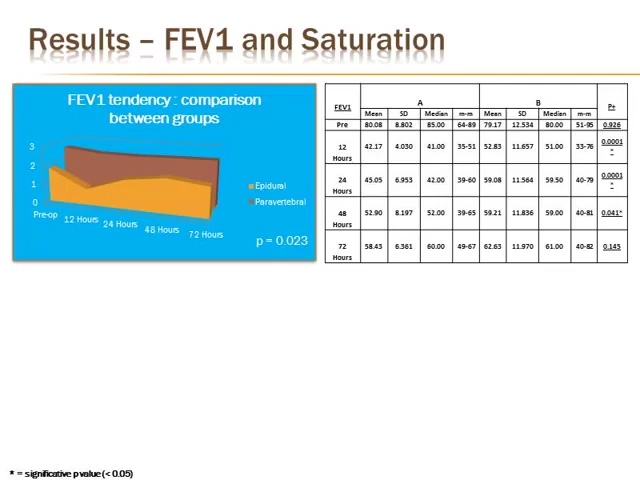 Results – FEV1 and Saturation
FEV1 tendency : comparison
between groups
3
2
1
0
Pre-op
12 Hours
24 Hours
48 Hours
72 Hours
Epidural
Paravertebral
p = 0.023
FEV1 A B P+
Mean SD Median m-m Mean SD Median m-m
Pre 80.08 8.802 85.00 64-89 79.17 12.534 80.00 51-95 0.926
12 Hours 42.17 4.030 41.00 35-51 52.83 11.657 51.00 33-76 0.0001 *
24 Hours 45.05 6.953 42.00 39-60 59.08 11.564 59.50 40-79 0.0001 *
48 Hours 52.90 8.197 52.00 39-65 59.21 11.836 59.00 40-81 0.041*
72 Hours 58.43 6.361 60.00 49-67 62.63 11.970 61.00 40-82 0.145
* = significative p value (< 0.05)